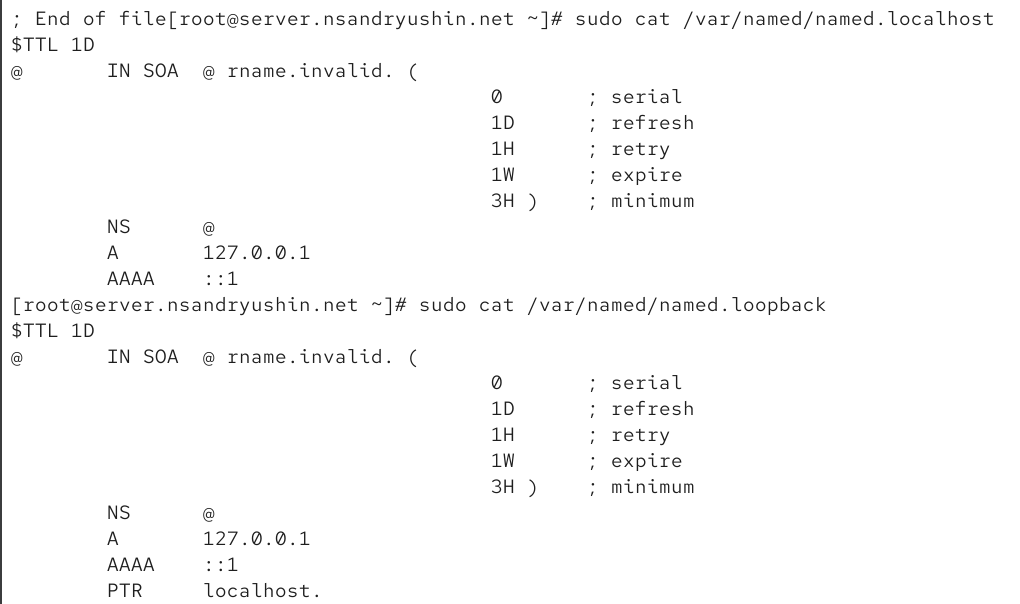 ; End of file[root@server.nsandryushin.net ~]# sudo cat /var/named/named.localhost
$TTL 1D
@       IN SOA  @ rname.invalid. (
                                        0       ; serial
                                        1D      ; refresh
                                        1H      ; retry
                                        1W      ; expire
                                        3H )    ; minimum
        NS      @
        A       127.0.0.1
        AAAA    ::1
[root@server.nsandryushin.net ~]# sudo cat /var/named/named.loopback
$TTL 1D
@       IN SOA  @ rname.invalid. (
                                        0       ; serial
                                        1D      ; refresh
                                        1H      ; retry
                                        1W      ; expire
                                        3H )    ; minimum
        NS      @
        A       127.0.0.1
        AAAA    ::1
        PTR     localhost.